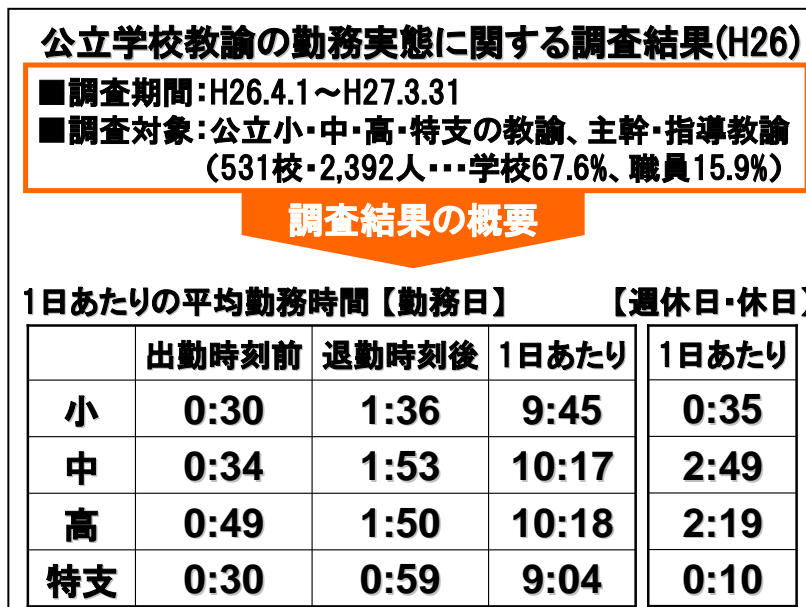 公立学校教諭の勤務実態に関する調査結果(H26)
■調査期間:H26.4.1～H27.3.31
■調査対象:公立小・中・高・特支の教諭、主幹・指導教諭
(531校・2,392人・・・学校67.6%、職員15.9%)
調査結果の概要
1日あたりの平均勤務時間【勤務日】 【週休日・休日】
出勤時刻前 退勤時刻後 1日あたり 1日あたり
小 0:30 1:36 9:45 0:35
中 0:34 1:53 10:17 2:49
高 0:49 1:50 10:18 2:19
特支 0:30 0:59 9:04 0:10